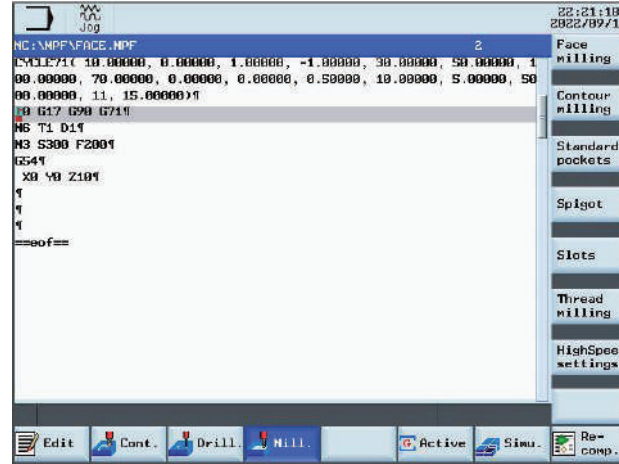 Jog
22:21:18
2022/09/1
NC:\MPF\FACE.MPF 2
CYCLE71( 10.00000, 0.00000, 1.00000, -1.00000, 30.00000, 50.00000, 1
00.00000, 70.00000, 0.00000, 0.00000, 0.50000, 10.00000, 5.00000, 50
00.00000, 11, 15.00000)¶
G17 G90 G71¶
M6 T1 D1¶
M3 S300 F200¶
G54¶
X0 Y0 Z10¶
¶
¶
¶
==eof==
Face
milling
Contour
milling
Standard
pockets
Spigot
Slots
Thread
milling
HighSpee
settings
Edit
Cont.
Drill.
Mill.
Active
Simu.
Re-
comp.